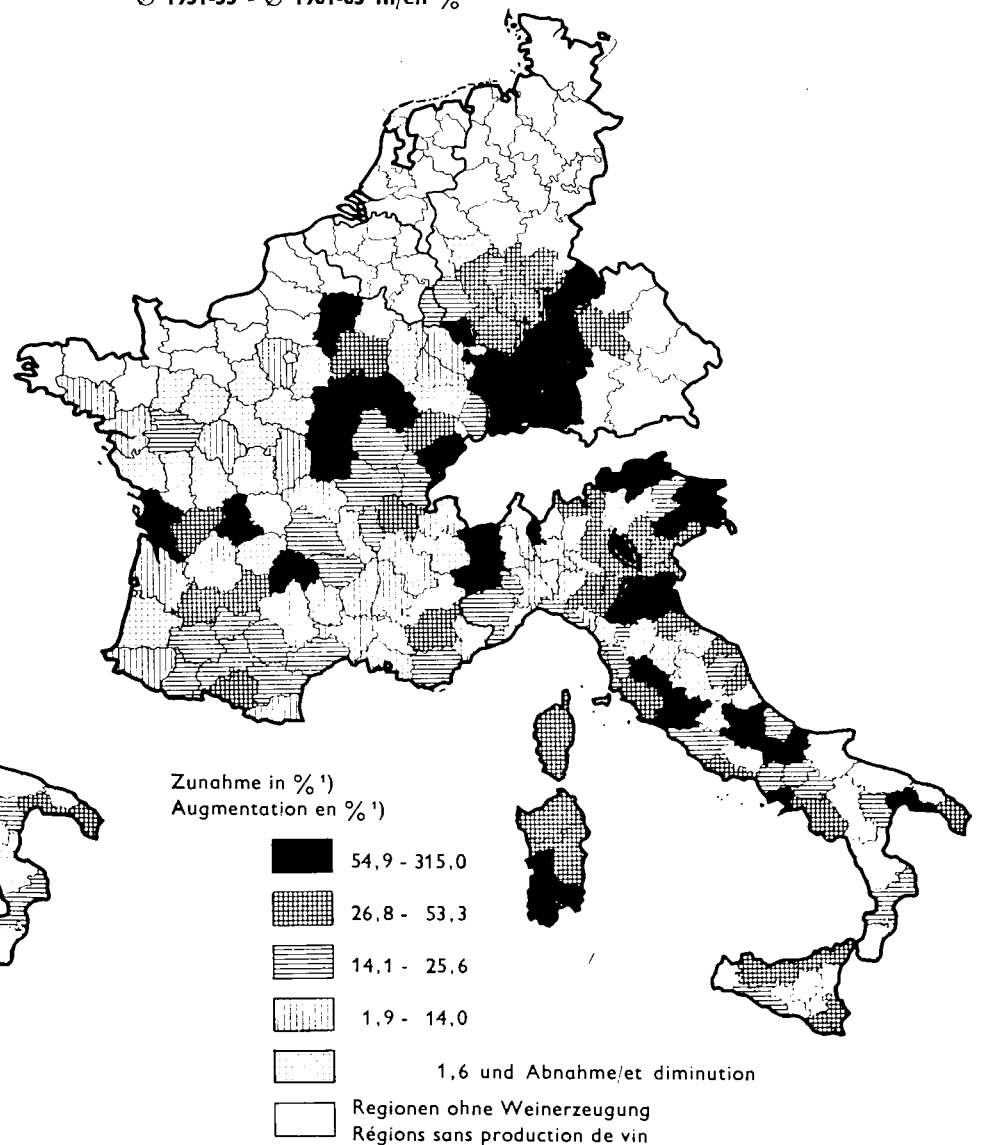 Zunahme in % ¹)
Augmentation en % ¹)
54,9 - 315,0
26,8 - 53,3
14,1 - 25,6
1,9 - 14,0
1,6 und Abnahme/et diminution
Regionen ohne Weinerzeugung
Régions sans production de vin